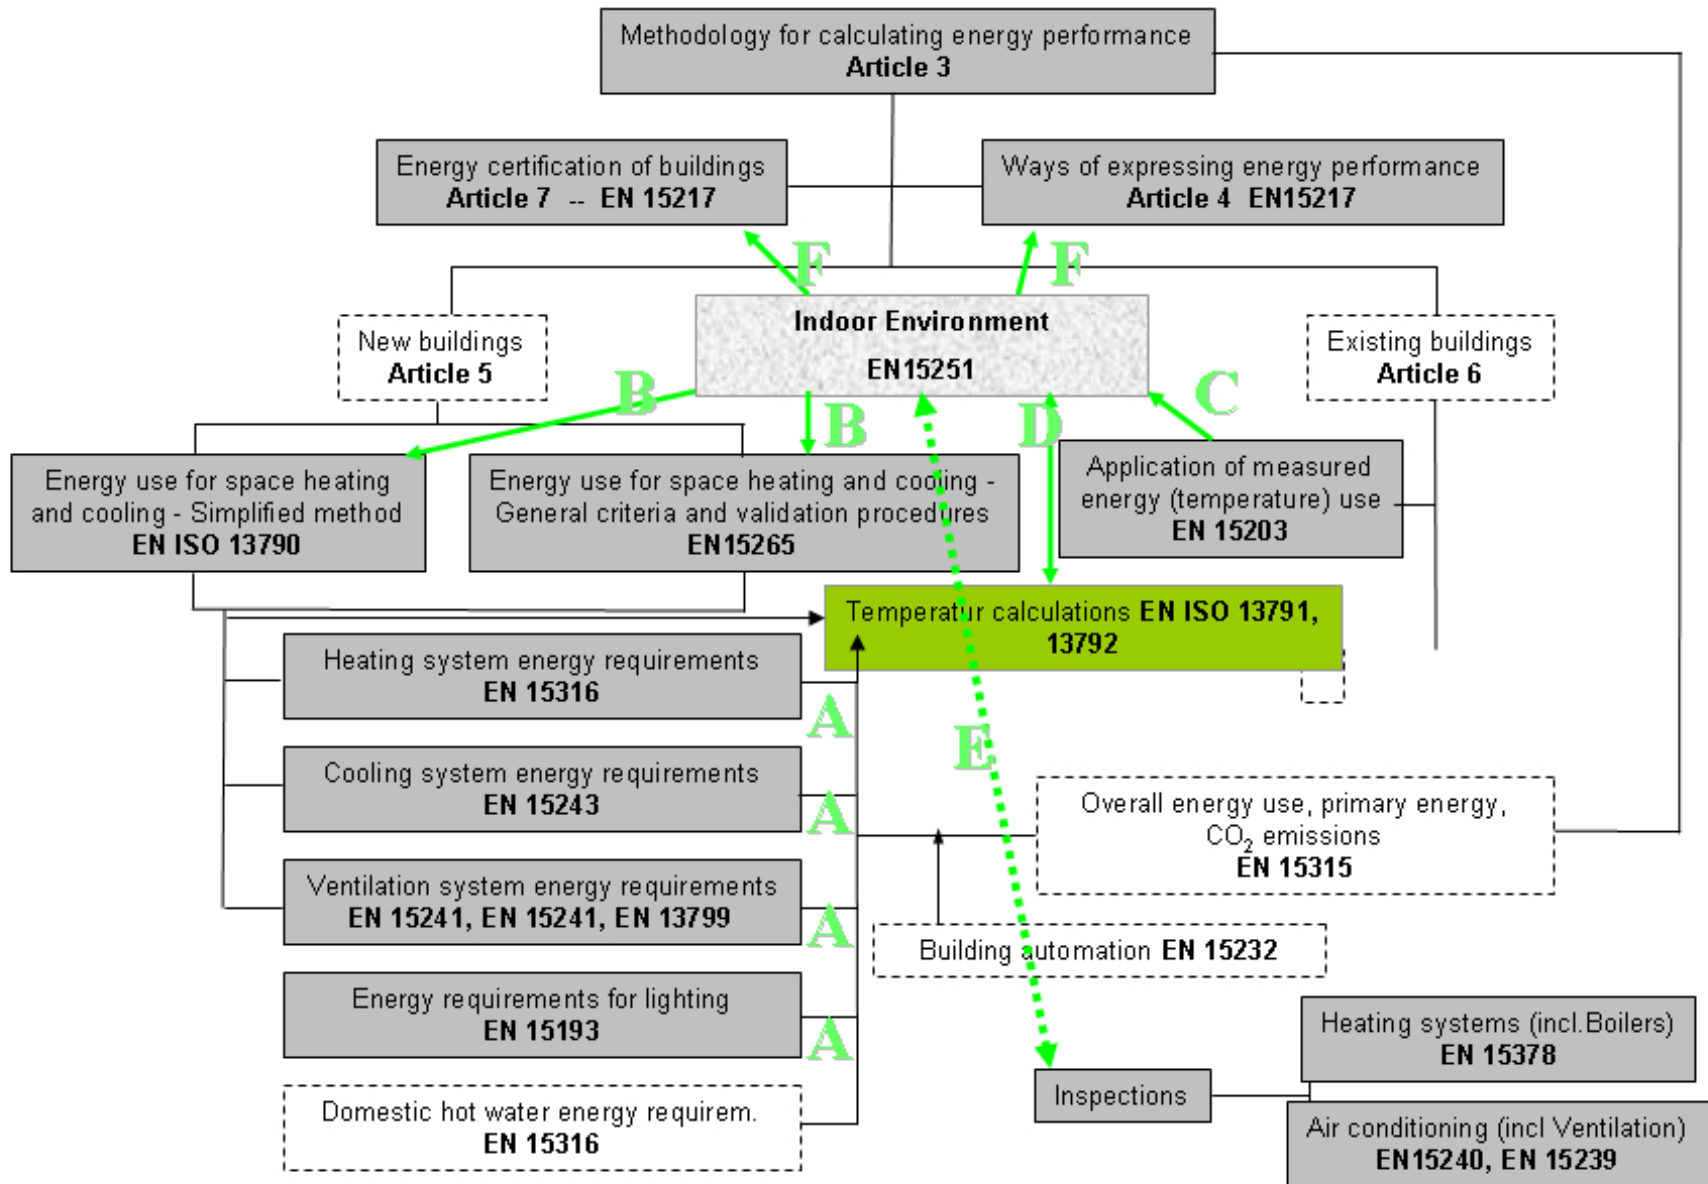 Methodology for calculating energy performance
Article 3
Energy certification of buildings
Article 7 -- EN 15217
Ways of expressing energy performance
Article 4 EN15217
F
F
Indoor Environment
EN15251
New buildings
Article 5
Existing buildings
Article 6
B
B
D
C
Energy use for space heating
and cooling - Simplified method
EN ISO 13790
Energy use for space heating and cooling -
General criteria and validation procedures
EN15265
Application of measured
energy (temperature) use
EN 15203
Temperatur calculations EN ISO 13791,
13792
Heating system energy requirements
EN 15316
A
E
Cooling system energy requirements
EN 15243
A
Overall energy use, primary energy,
CO₂ emissions
EN 15315
Ventilation system energy requirements
EN 15241, EN 15241, EN 13799
A
Building automation EN 15232
Energy requirements for lighting
EN 15193
A
Heating systems (incl.Boilers)
EN 15378
Inspections
Domestic hot water energy requirem.
EN 15316
Air conditioning (incl Ventilation)
EN15240, EN 15239